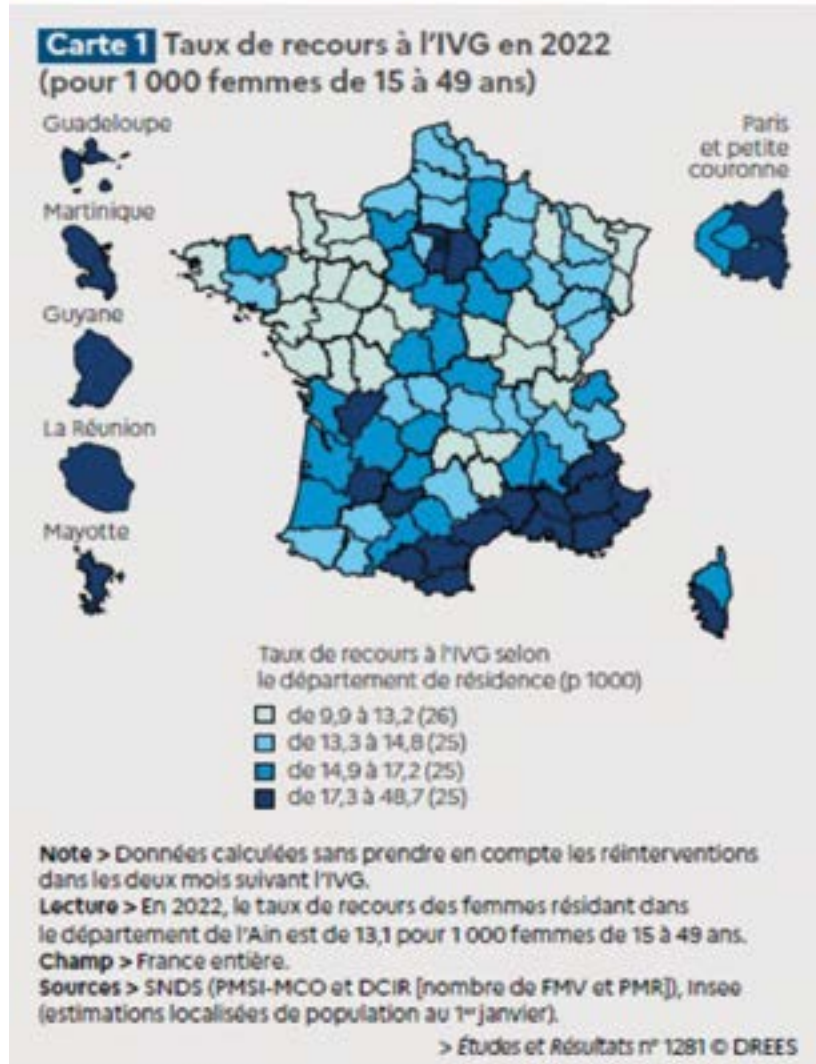 Carte 1 Taux de recours à l'IVG en 2022
(pour 1 000 femmes de 15 à 49 ans)
Guadeloupe
Martinique
Guyane
La Réunion
Mayotte
Paris
et petite
couronne
Taux de recours à l'IVG selon
le département de résidence (p 1000)
de 9,9 à 13,2 (26)
de 13,3 à 14,8 (25)
de 14,9 à 17,2 (25)
de 17,3 à 48,7 (25)
Note > Données calculées sans prendre en compte les réinterventions
dans les deux mois suivant l'IVG.
Lecture > En 2022, le taux de recours des femmes résidant dans
le département de l'Ain est de 13,1 pour 1 000 femmes de 15 à 49 ans.
Champ > France entière.
Sources > SNDS (PMSI-MCO et DCIR [nombre de FMV et PMR]), Insee
(estimations localisées de population au 1er janvier).
> Études et Résultats n° 1281 © DREES